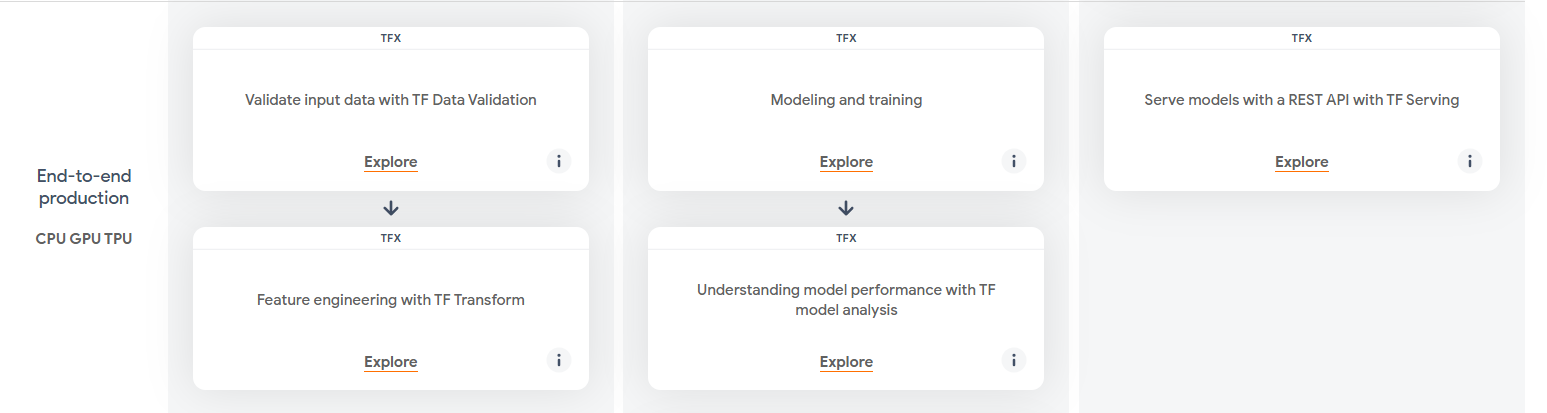 End-to-end
production
CPU GPU TPU
TFX
Validate input data with TF Data Validation
Explore
TFX
Feature engineering with TF Transform
Explore
TFX
Modeling and training
Explore
TFX
Understanding model performance with TF
model analysis
Explore
TFX
Serve models with a REST API with TF Serving
Explore